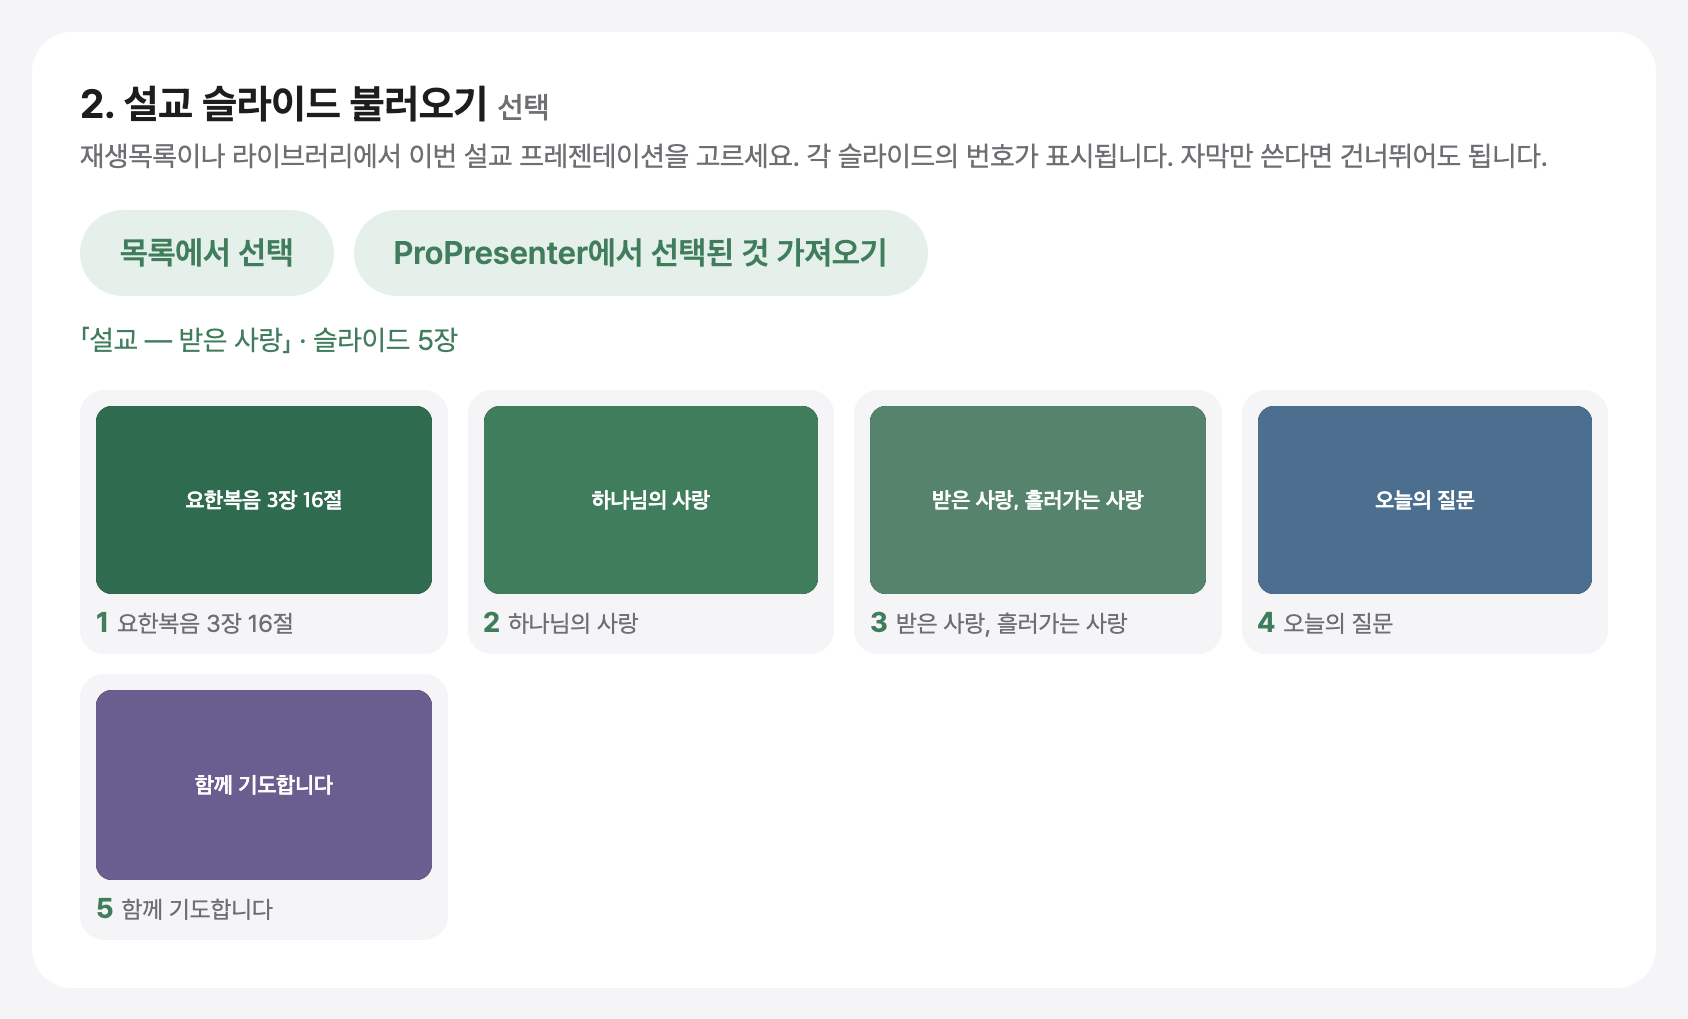 2. 설교 슬라이드 불러오기 선택
재생목록이나 라이브러리에서 이번 설교 프레젠테이션을 고르세요. 각 슬라이드의 번호가 표시됩니다. 자막만 쓴다면 건너뛰어도 됩니다.
목록에서 선택
ProPresenter에서 선택된 것 가져오기
「설교 — 받은 사랑」 · 슬라이드 5장
요한복음 3장 16절
1 요한복음 3장 16절
하나님의 사랑
2 하나님의 사랑
받은 사랑, 흘러가는 사랑
3 받은 사랑, 흘러가는 사랑
오늘의 질문
4 오늘의 질문
함께 기도합니다
5 함께 기도합니다